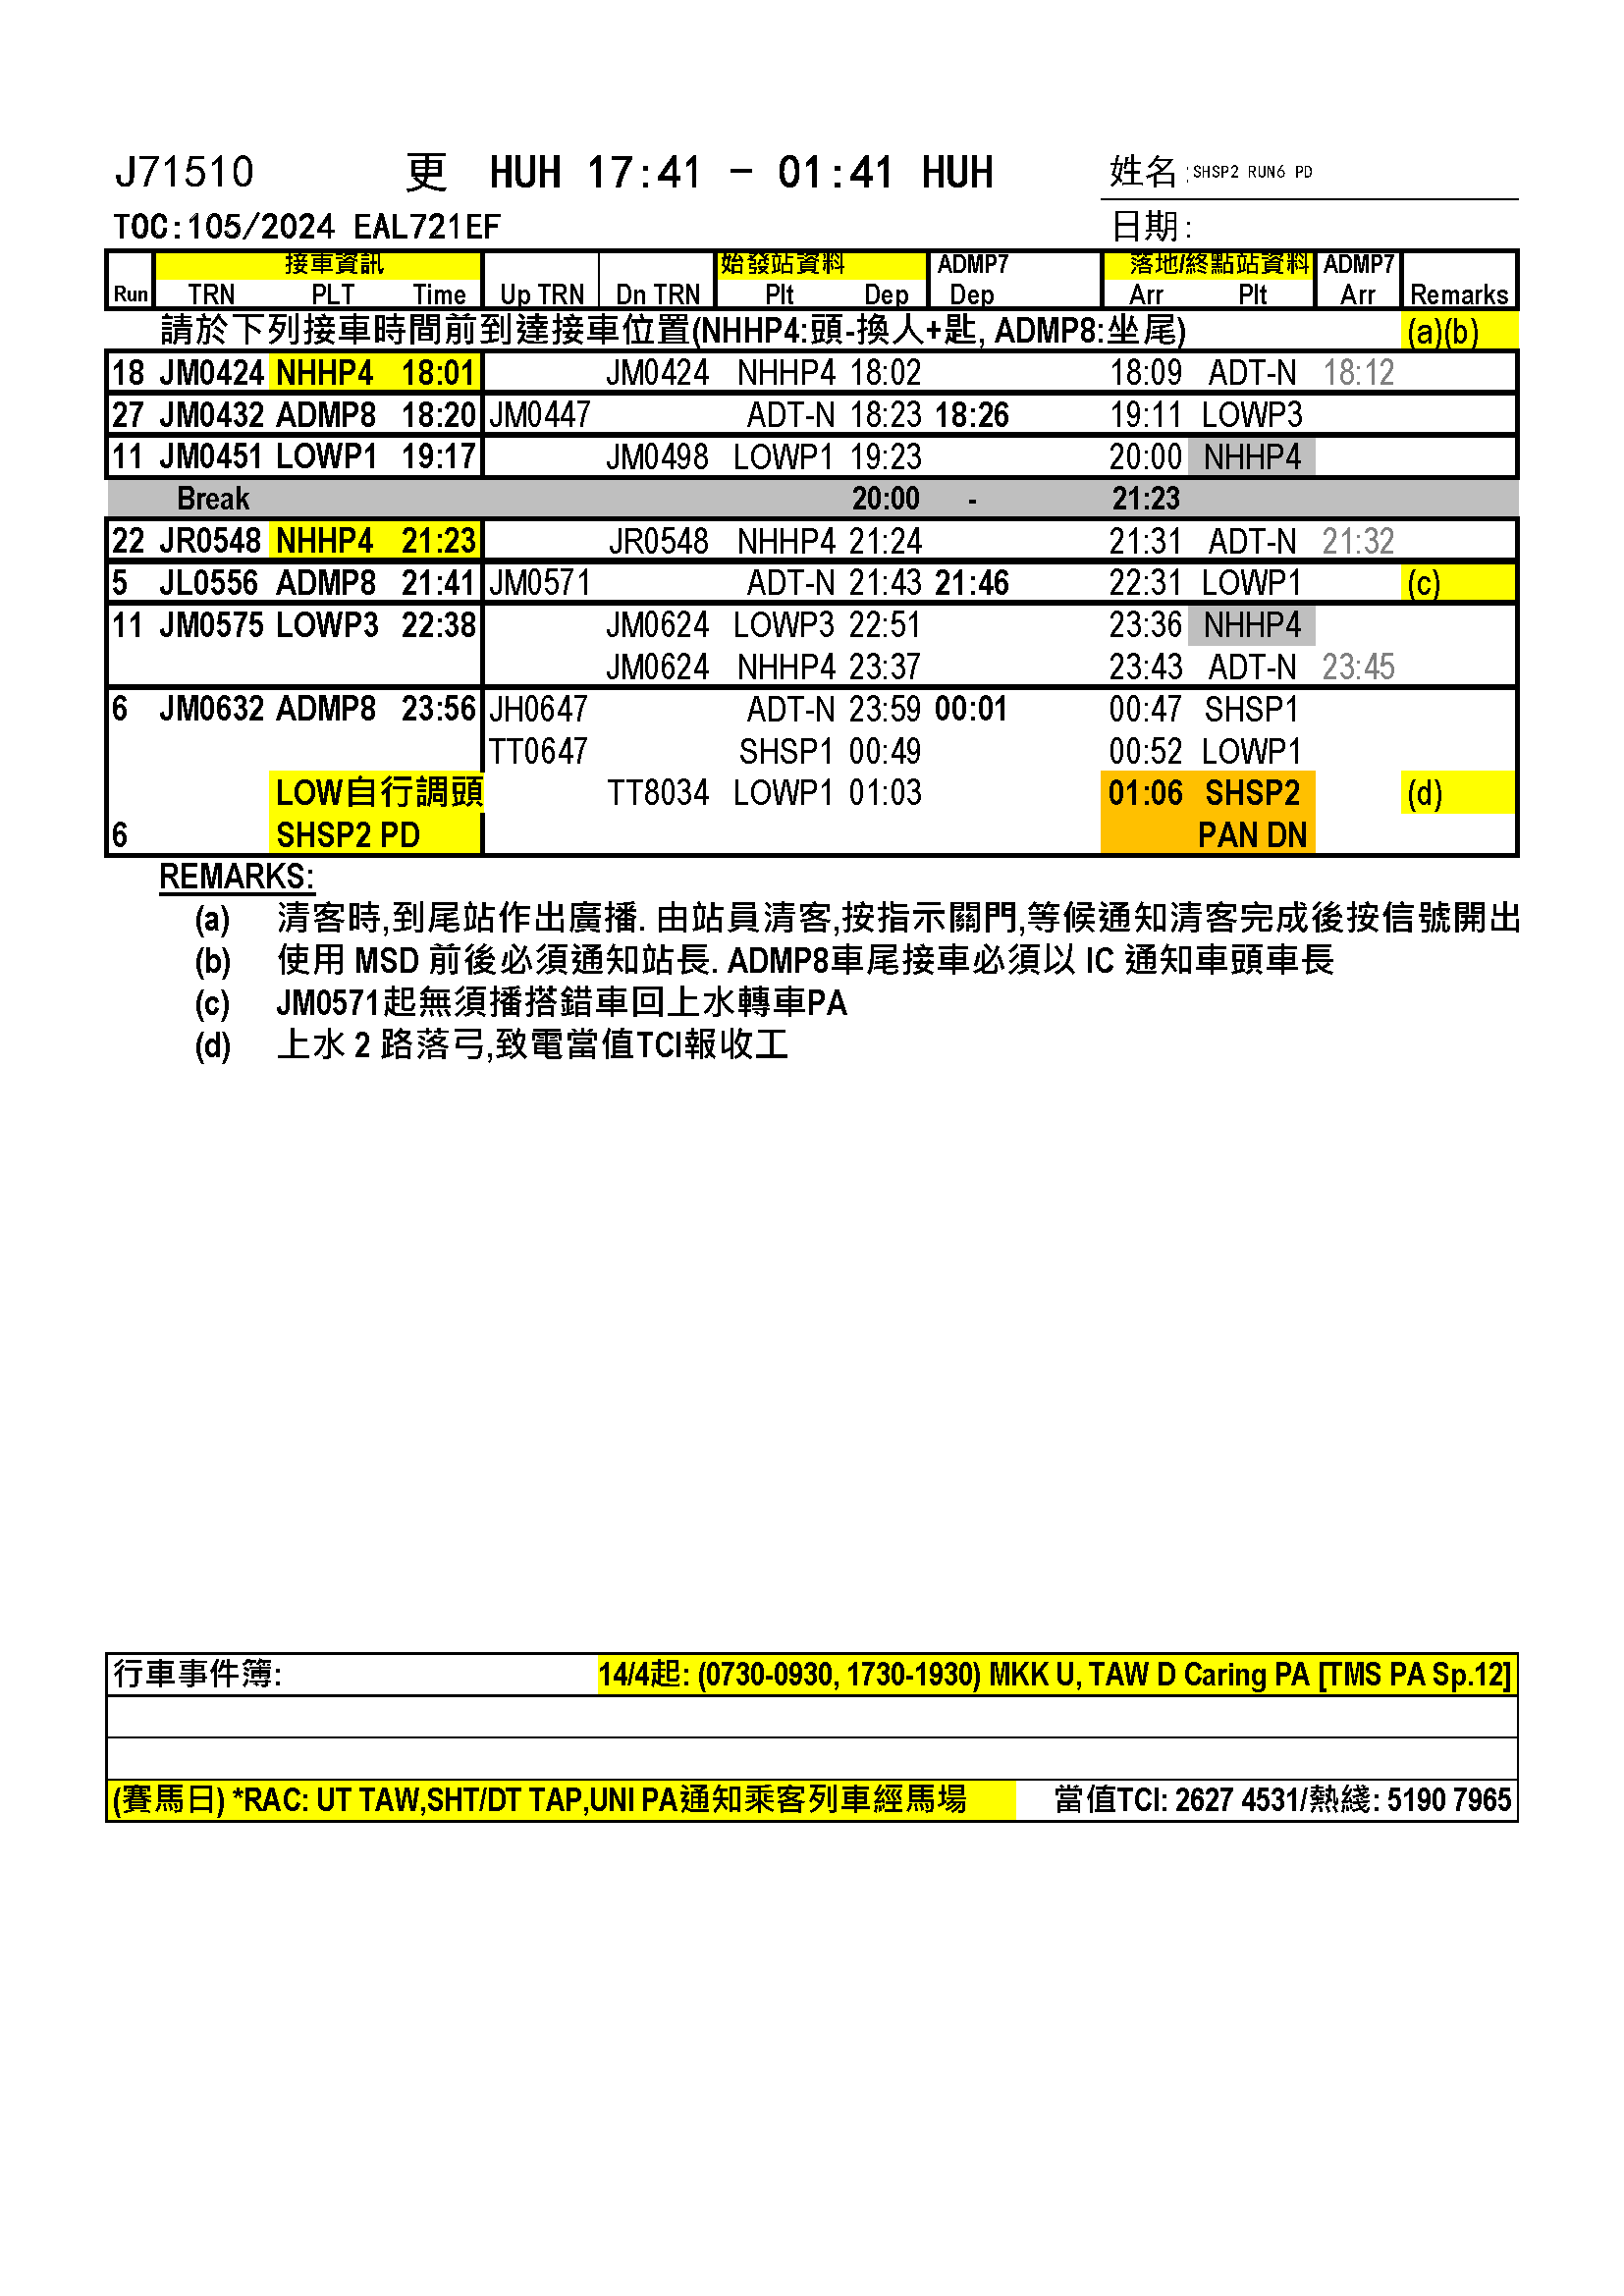 J71510 更 HUH 17:41 - 01:41 HUH 姓名:SHSP2 RUN6 PD
TOC:105/2024 EAL721EF 日期:
接車資訊 始發站資料 ADMP7 落地/終點站資料 ADMP7
Run TRN PLT Time Up TRN Dn TRN Plt Dep Dep Arr Plt Arr Remarks
請於下列接車時間前到達接車位置(NHHP4:頭-換人+匙, ADMP8:坐尾) (a)(b)
18 JM0424 NHHP4 18:01 JM0424 NHHP4 18:02 18:09 ADT-N 18:12
27 JM0432 ADMP8 18:20 JM0447 ADT-N 18:23 18:26 19:11 LOWP3
11 JM0451 LOWP1 19:17 JM0498 LOWP1 19:23 20:00 NHHP4
Break 20:00 - 21:23
22 JR0548 NHHP4 21:23 JR0548 NHHP4 21:24 21:31 ADT-N 21:32
5 JL0556 ADMP8 21:41 JM0571 ADT-N 21:43 21:46 22:31 LOWP1 (c)
11 JM0575 LOWP3 22:38 JM0624 LOWP3 22:51 23:36 NHHP4
JM0624 NHHP4 23:37 23:43 ADT-N 23:45
6 JM0632 ADMP8 23:56 JH0647 ADT-N 23:59 00:01 00:47 SHSP1
TT0647 SHSP1 00:49 00:52 LOWP1
LOW自行調頭 TT8034 LOWP1 01:03 01:06 SHSP2 (d)
6 SHSP2 PD PAN DN
REMARKS:
(a) 清客時,到尾站作出廣播. 由站員清客,按指示關門,等候通知清客完成後按信號開出
(b) 使用 MSD 前後必須通知站長. ADMP8車尾接車必須以 IC 通知車頭車長
(c) JM0571起無須播搭錯車回上水轉車PA
(d) 上水 2 路落弓,致電當值TCI報收工
行車事件簿: 14/4起: (0730-0930, 1730-1930) MKK U, TAW D Caring PA [TMS PA Sp.12]
(賽馬日) *RAC: UT TAW,SHT/DT TAP,UNI PA通知乘客列車經馬場 當值TCI: 2627 4531/熱綫: 5190 7965